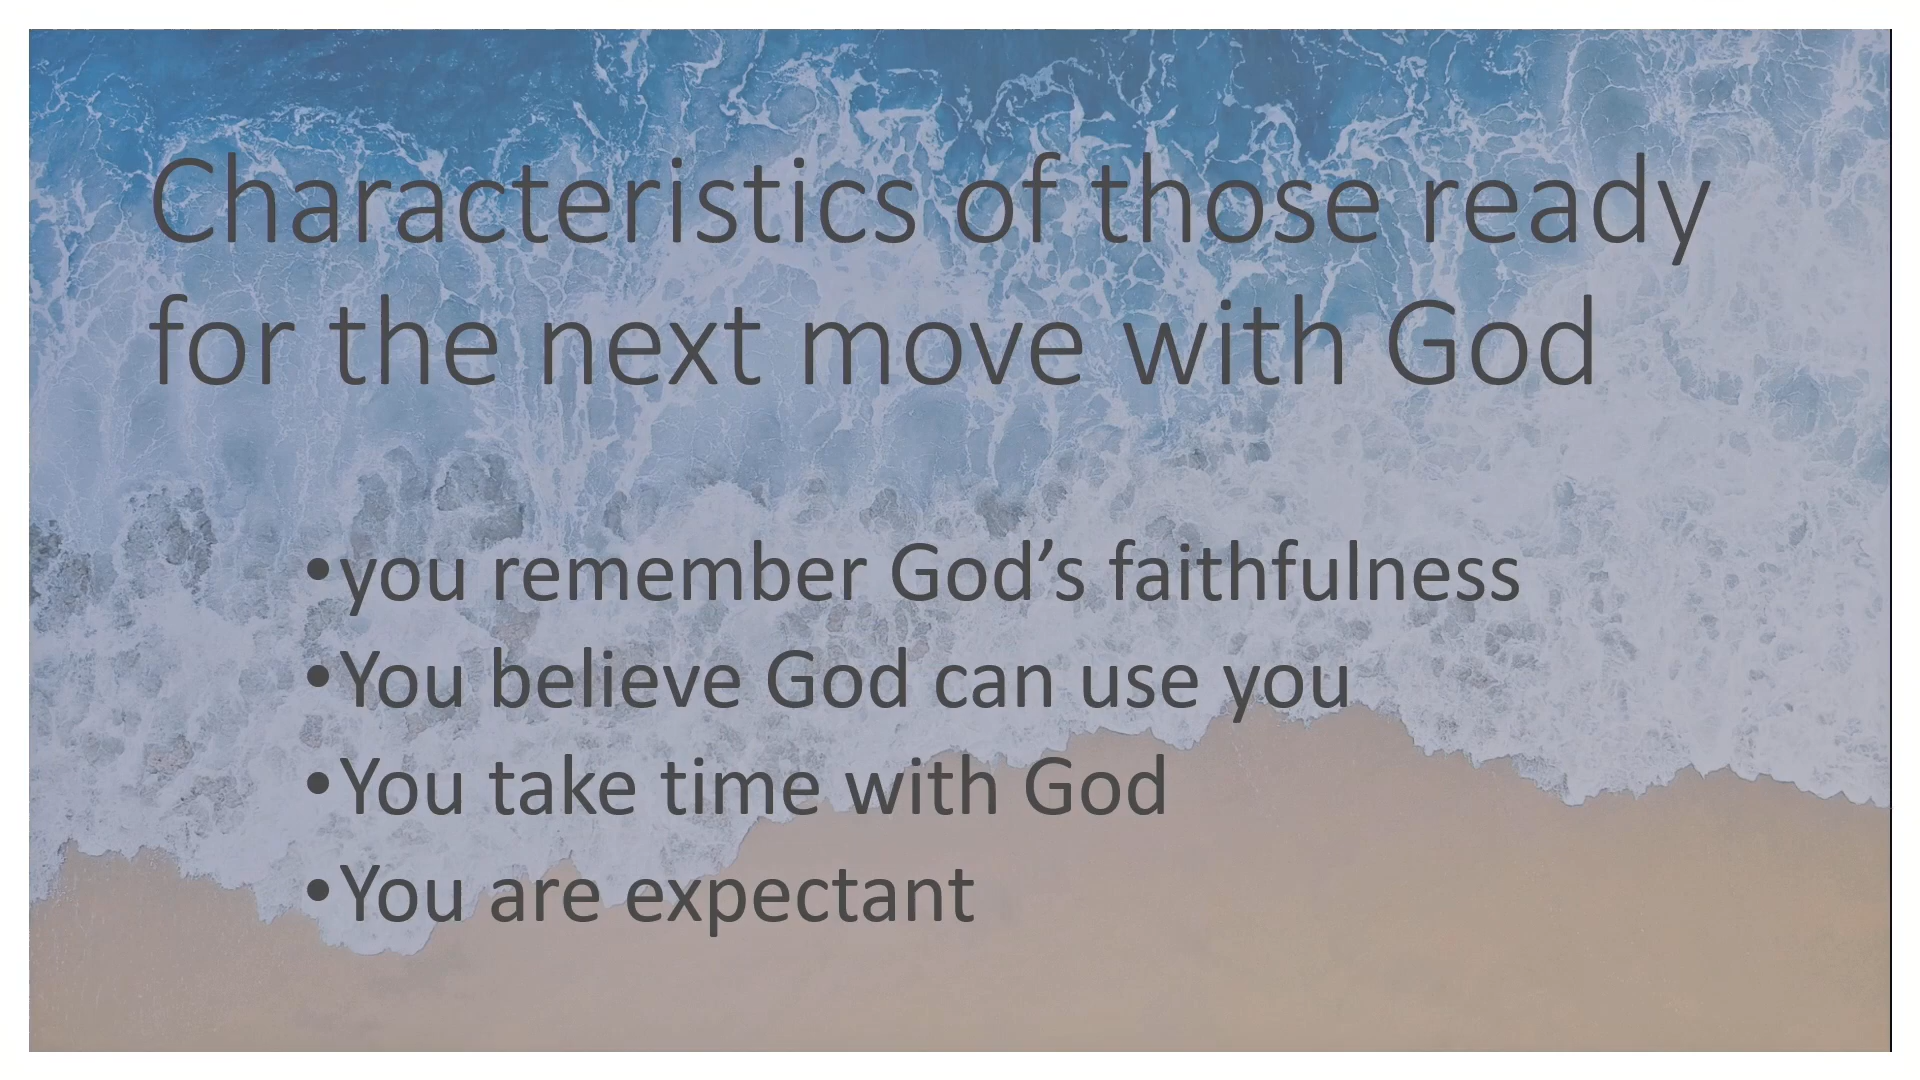 Characteristics of those ready
for the next move with God
•you remember God’s faithfulness
•You believe God can use you
•You take time with God
•You are expectant